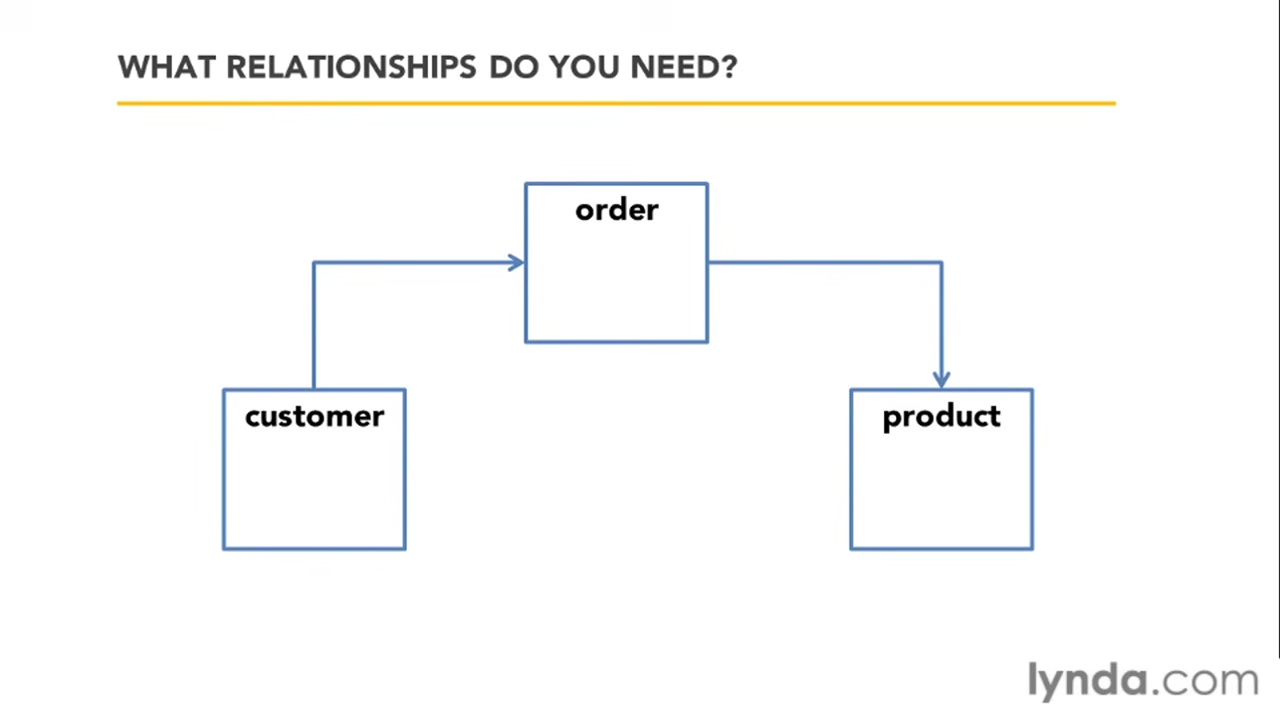 WHAT RELATIONSHIPS DO YOU NEED?
order
customer
product
lynda.com